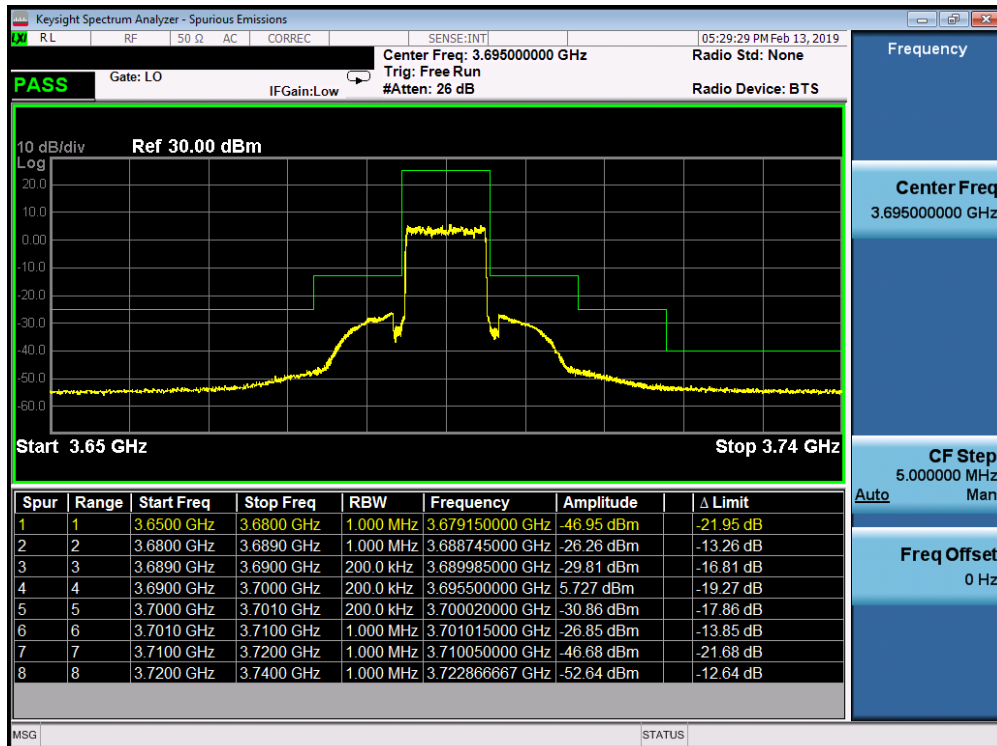 Keysight Spectrum Analyzer - Spurious Emissions
LXI RL RF 50 Ω AC CORREC SENSE:INT 05:29:29 PM Feb 13, 2019
Center Freq: 3.695000000 GHz Radio Std: None
PASS Gate: LO Trig: Free Run
IFGain:Low #Atten: 26 dB Radio Device: BTS
10 dB/div Ref 30.00 dBm
Log
20.0
10.0
0.00
-10.0
-20.0
-30.0
-40.0
-50.0
-60.0
Start 3.65 GHz Stop 3.74 GHz
Spur Range Start Freq Stop Freq RBW Frequency Amplitude Δ Limit
1 1 3.6500 GHz 3.6800 GHz 1.000 MHz 3.679150000 GHz -46.95 dBm -21.95 dB
2 2 3.6800 GHz 3.6890 GHz 1.000 MHz 3.688745000 GHz -26.26 dBm -13.26 dB
3 3 3.6890 GHz 3.6900 GHz 200.0 kHz 3.689985000 GHz -29.81 dBm -16.81 dB
4 4 3.6900 GHz 3.7000 GHz 200.0 kHz 3.695500000 GHz 5.727 dBm -19.27 dB
5 5 3.7000 GHz 3.7010 GHz 200.0 kHz 3.700020000 GHz -30.86 dBm -17.86 dB
6 6 3.7010 GHz 3.7100 GHz 1.000 MHz 3.701015000 GHz -26.85 dBm -13.85 dB
7 7 3.7100 GHz 3.7200 GHz 1.000 MHz 3.710050000 GHz -46.68 dBm -21.68 dB
8 8 3.7200 GHz 3.7400 GHz 1.000 MHz 3.722866667 GHz -52.64 dBm -12.64 dB
MSG STATUS
Frequency
Center Freq
3.695000000 GHz
CF Step
5.000000 MHz
Auto Man
Freq Offset
0 Hz